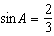 sin A = 2/3